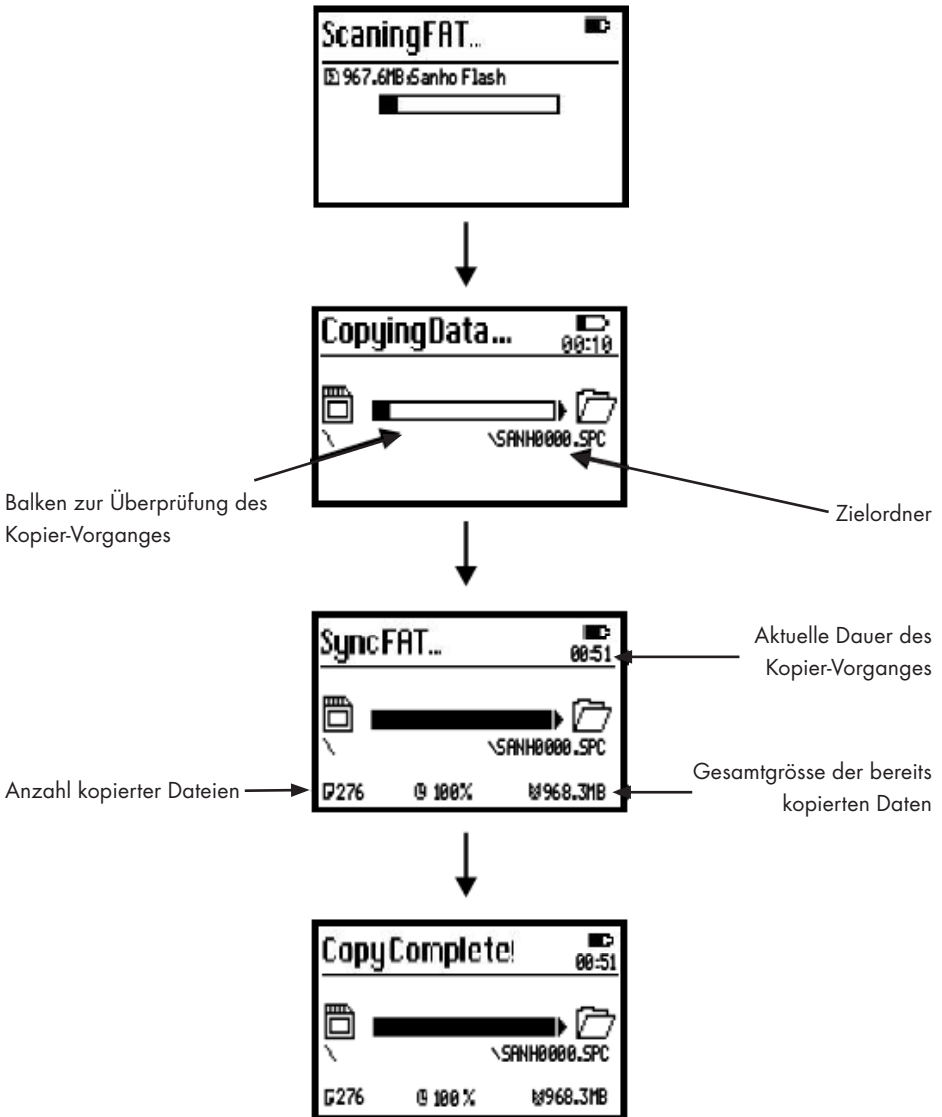 ScaningFAT...
967.6MB:Sanho Flash
CopyingData...
00:10
\ \SANH0000.SPC
Balken zur Überprüfung des
Kopier-Vorganges
Zielordner
SyncFAT...
00:51
\ \SANH0000.SPC
276 100% 968.3MB
Aktuelle Dauer des
Kopier-Vorganges
Anzahl kopierter Dateien
Gesamtgrösse der bereits
kopierten Daten
CopyComplete!
00:51
\ \SANH0000.SPC
276 100% 968.3MB